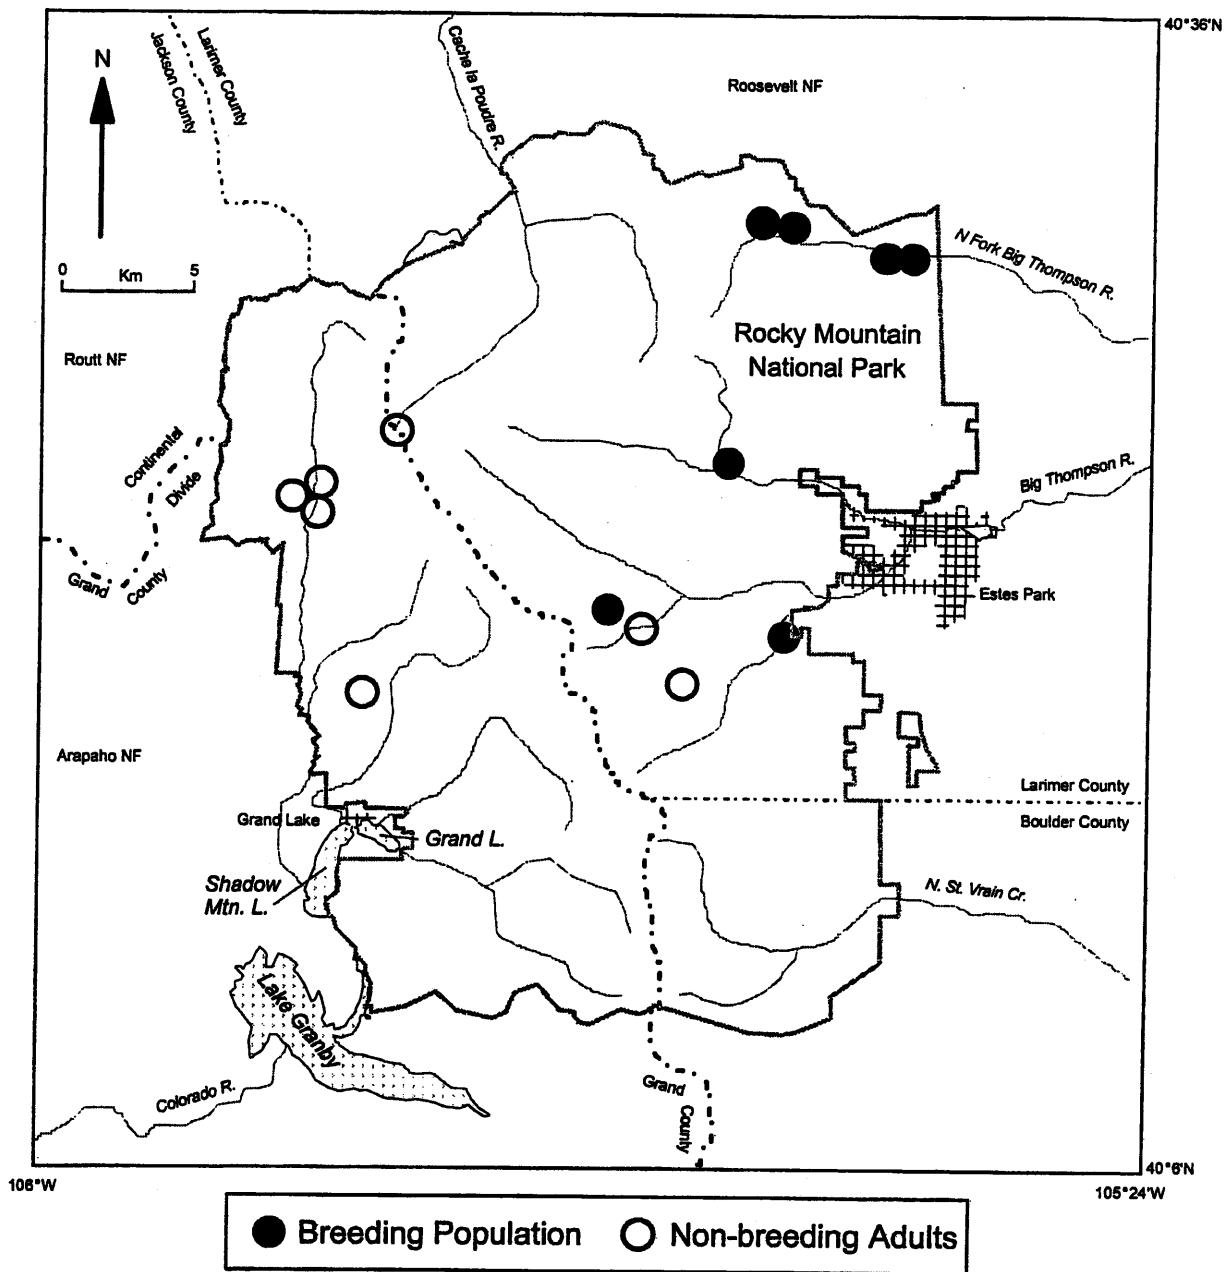 40°36'N
N
Larimer County
Jackson County
Cache la Poudre R.
Roosevelt NF
0
Km
5
N Fork Big Thompson R.
Rocky Mountain
National Park
Routt NF
Continental
Divide
Big Thompson R.
Grand
County
Estes Park
Arapaho NF
Larimer County
Boulder County
Grand Lake
Grand L.
Shadow
Mtn. L.
N. St. Vrain Cr.
Lake Granby
Colorado R.
Grand
County
40°6'N
106°W
105°24'W
Breeding Population
Non-breeding Adults